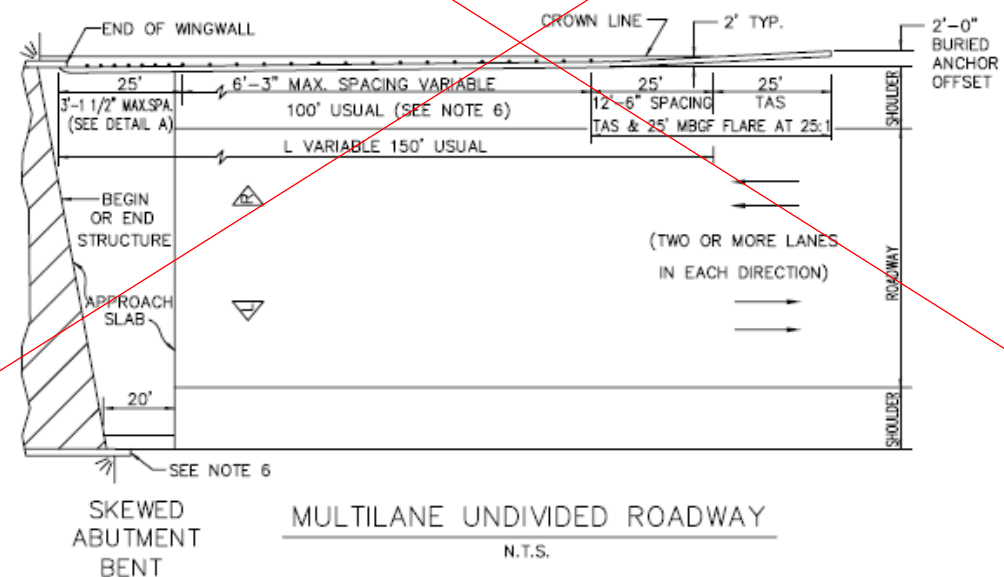 END OF WINGWALL
CROWN LINE
2' TYP.
2'-0"
BURIED
ANCHOR
OFFSET
25'
6'-3" MAX. SPACING VARIABLE
25'
25'
3'-1 1/2" MAX.SPA.
(SEE DETAIL A)
100' USUAL (SEE NOTE 6)
12'-6" SPACING
TAS
TAS & 25' MBGF FLARE AT 25:1
SHOULDER
L VARIABLE 150' USUAL
R
BEGIN
OR END
STRUCTURE
(TWO OR MORE LANES
IN EACH DIRECTION)
ROADWAY
APPROACH
SLAB
L
20'
SHOULDER
SEE NOTE 6
SKEWED
ABUTMENT
BENT
MULTILANE UNDIVIDED ROADWAY
N.T.S.